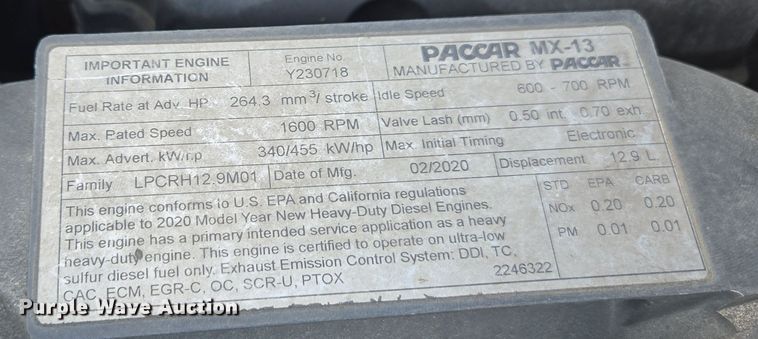 IMPORTANT ENGINE INFORMATION
Engine No. Y230718
PACCAR MX-13
MANUFACTURED BY PACCAR
Fuel Rate at Adv HP 264.3 mm3/ stroke
Idle Speed 600 - 700 RPM
Max. Rated Speed 1600 RPM
Valve Lash (mm) 0.50 int. 0.70 exh.
Max. Advert. kW/hp 340/455 kW/hp
Max Initial Timing Electronic
Family LPCRH12.9M01
Date of Mfg. 02/2020
Displacement 12.9 L.
This engine conforms to U.S. EPA and California regulations
applicable to 2020 Model Year New Heavy-Duty Diesel Engines.
This engine has a primary intended service application as a heavy
heavy-duty engine. This engine is certified to operate on ultra-low
sulfur diesel fuel only. Exhaust Emission Control System: DDI, TC,
CAC, ECM, EGR-C, OC, SCR-U, PTOX
STD EPA CARB
NOx 0.20 0.20
PM 0.01 0.01
2246322
Purple Wave Auction